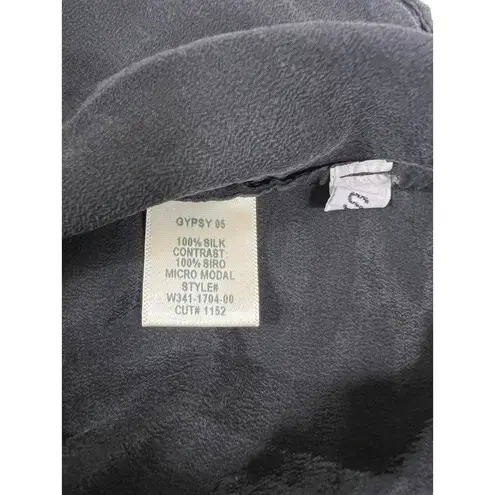 GYPSY 05
100% SILK
CONTRAST:
100% SIRO
MICRO MODAL
STYLE#
W341-1704-00
CUT# 1152